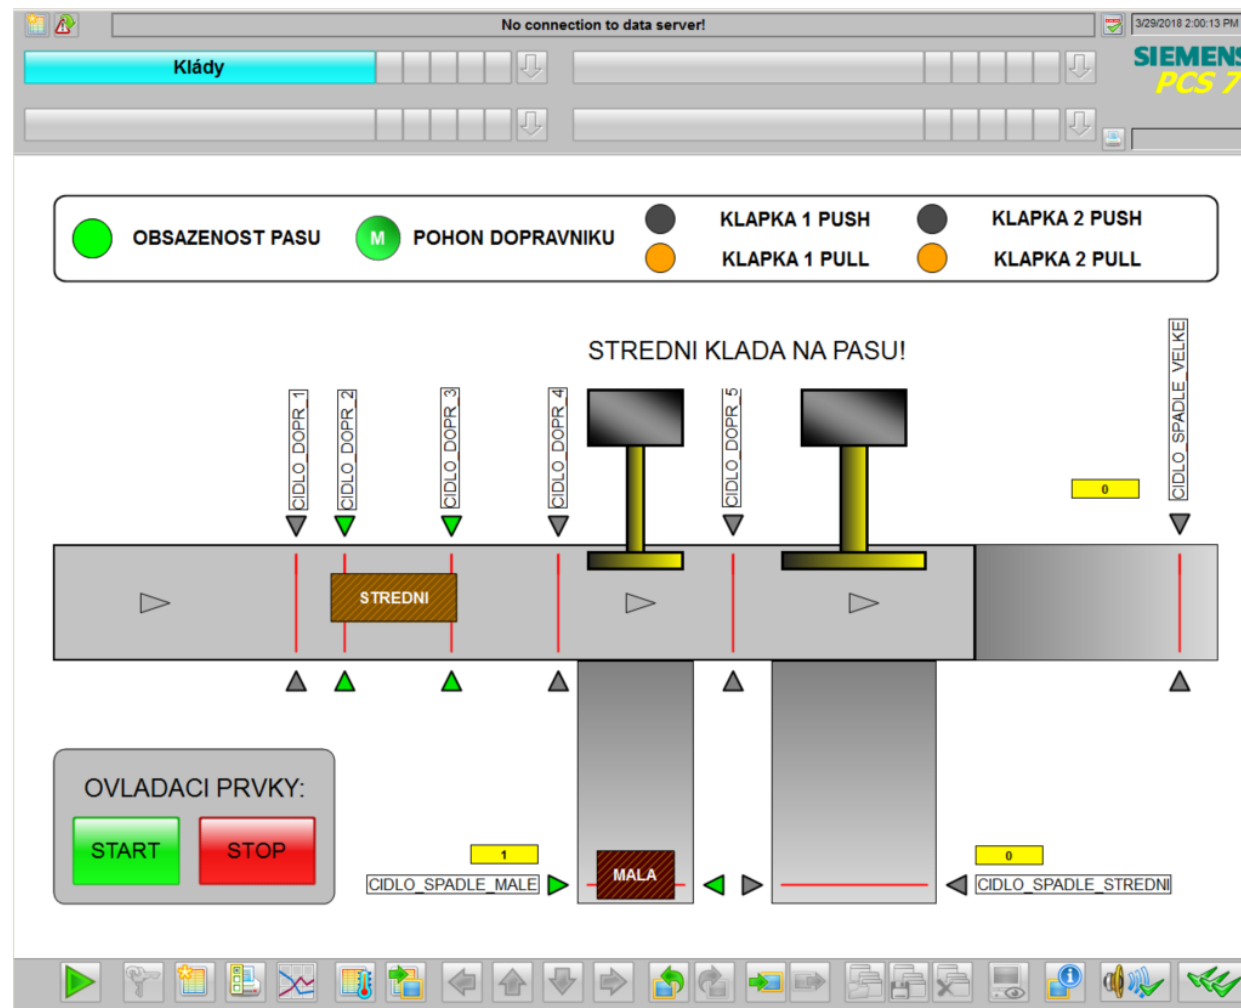 No connection to data server!
3/29/2018 2:00:13 PM
Klády
SIEMENS
PCS 7
OBSAZENOST PASU
M
POHON DOPRAVNIKU
KLAPKA 1 PUSH
KLAPKA 2 PUSH
KLAPKA 1 PULL
KLAPKA 2 PULL
STREDNI KLADA NA PASU!
CIDLO_DOPR_1
CIDLO_DOPR_2
CIDLO_DOPR_3
CIDLO_DOPR_4
CIDLO_DOPR_5
CIDLO_SPADLE_VELKE
0
STREDNI
OVLADACI PRVKY:
START
STOP
1
CIDLO_SPADLE_MALE
MALA
0
CIDLO_SPADLE_STREDNI